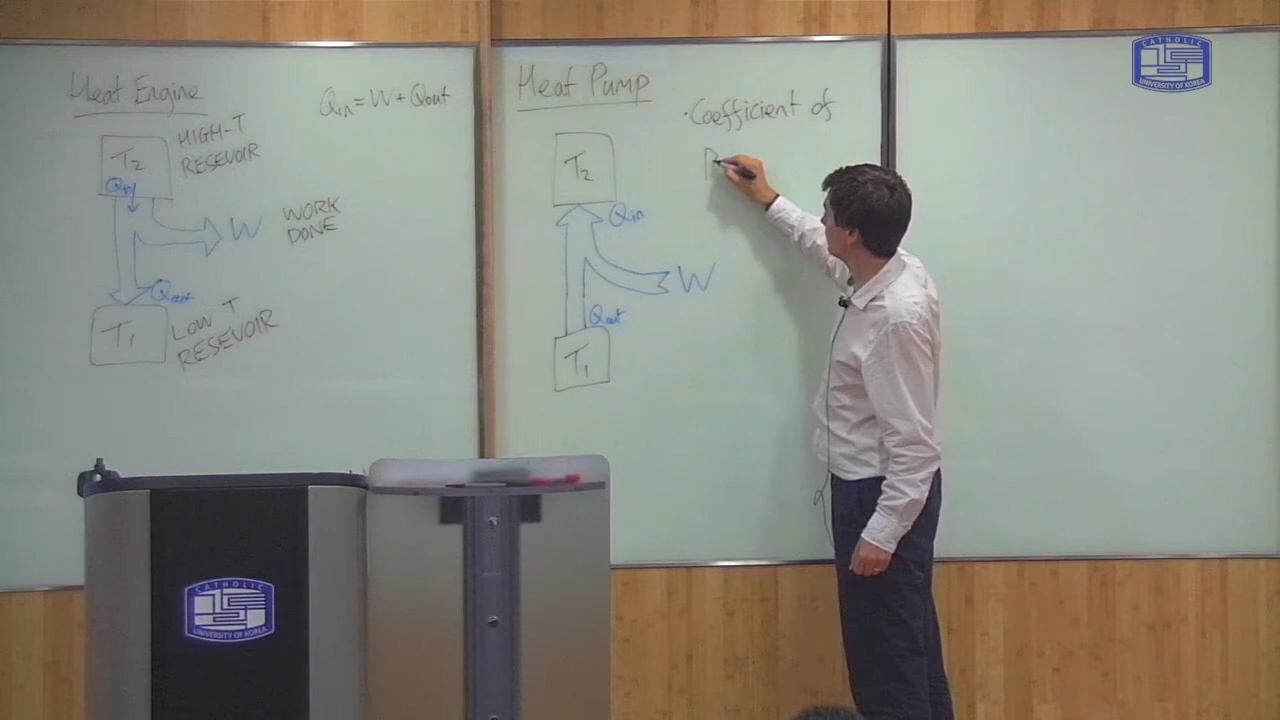 Heat Engine
Qin = W + Qout
T2
HIGH-T
RESEVOIR
Qin
W
WORK
DONE
Qout
T1
LOW T
RESEVOIR
Heat Pump
· Coefficient of
P
T2
Qin
W
Qout
T1
CATHOLIC
UNIVERSITY OF KOREA
CATHOLIC
UNIVERSITY OF KOREA